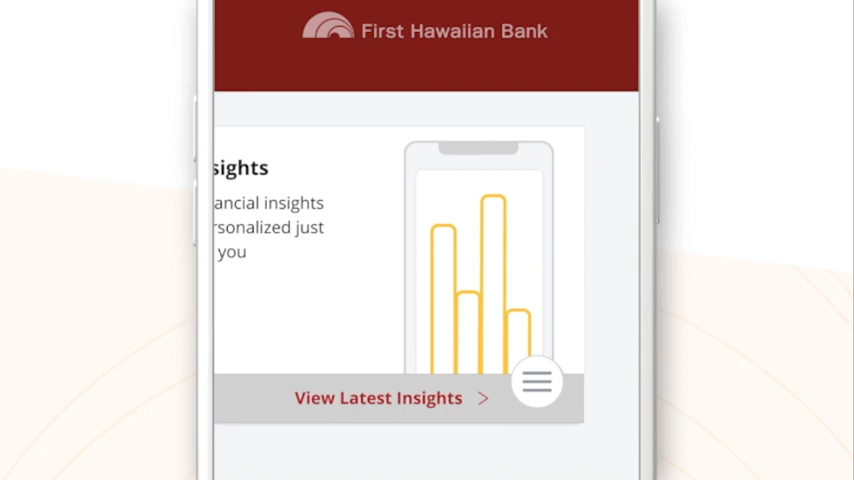 First Hawaiian Bank
sights
ancial insights
rsonalized just
you
View Latest Insights >